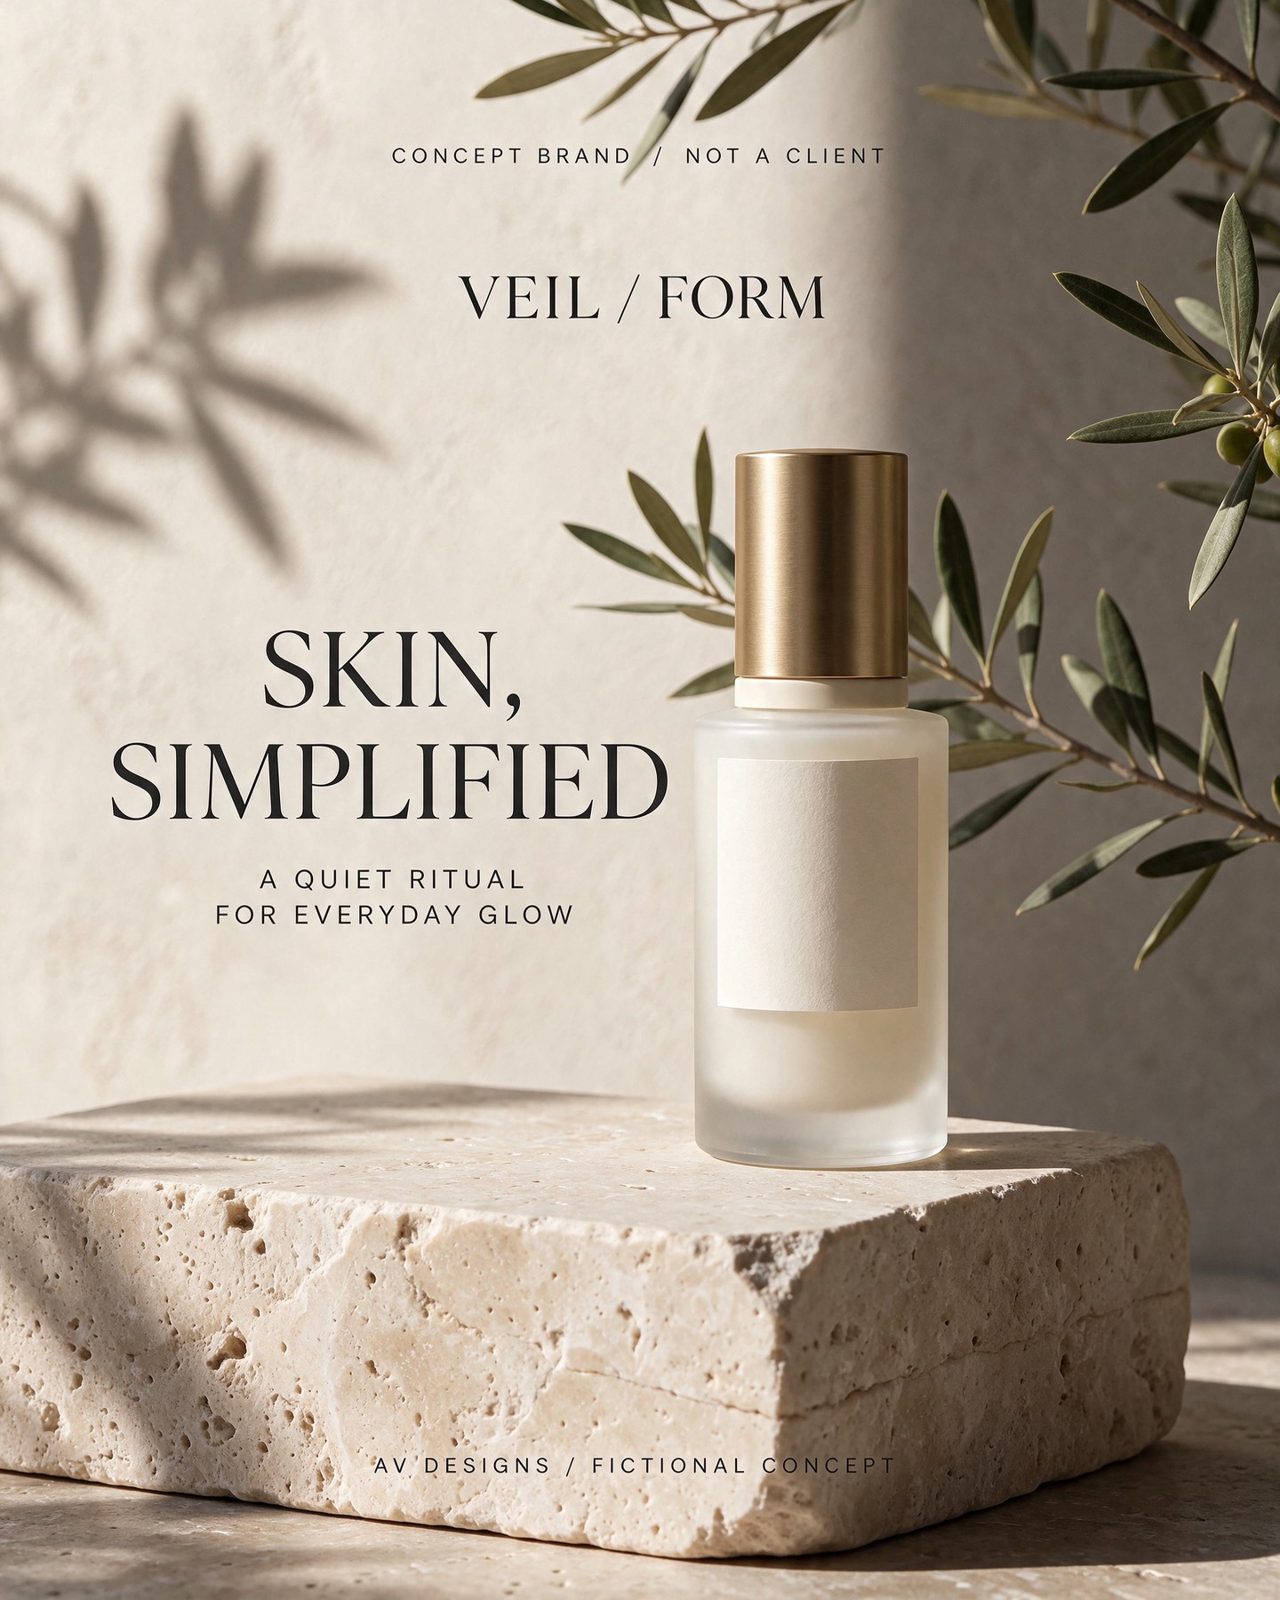 CONCEPT BRAND / NOT A CLIENT
VEIL / FORM
SKIN,
SIMPLIFIED
A QUIET RITUAL
FOR EVERYDAY GLOW
AV DESIGNS / FICTIONAL CONCEPT